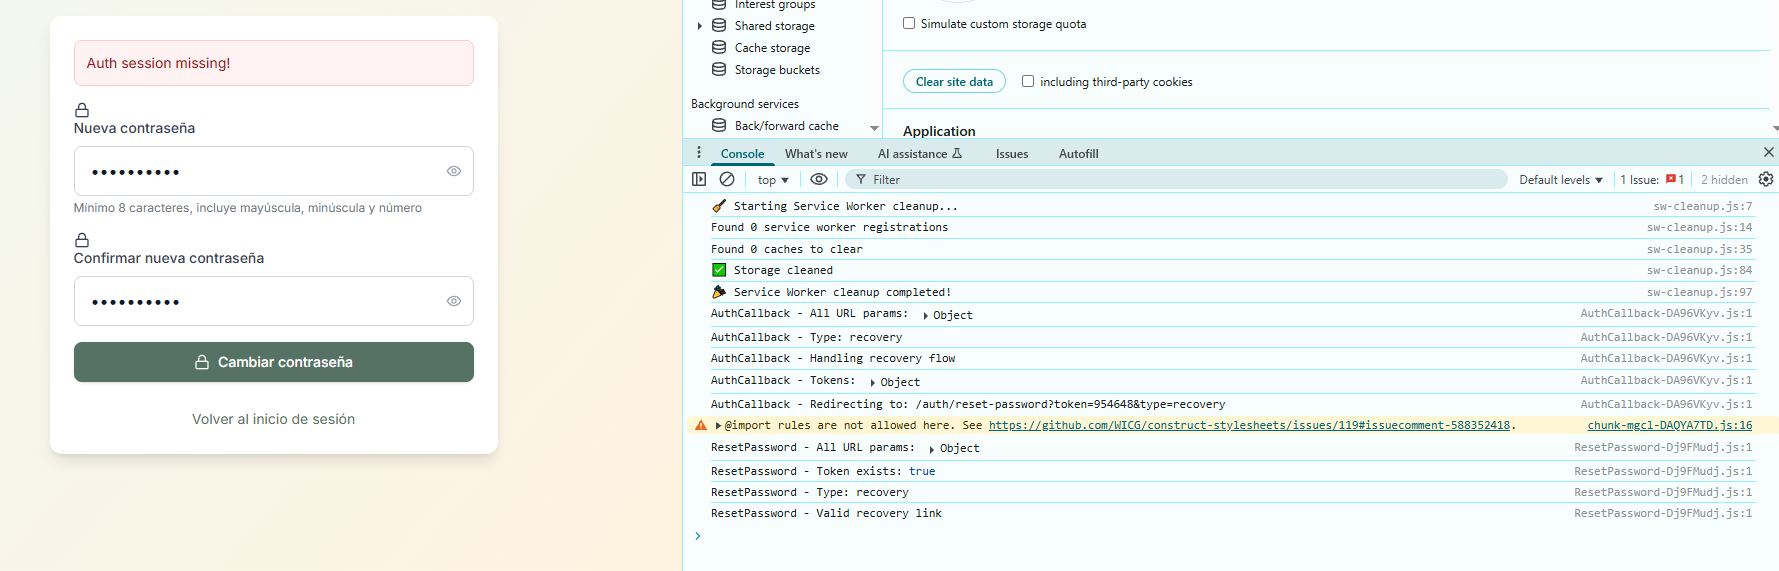 Auth session missing!
Nueva contraseña
••••••••••
Mínimo 8 caracteres, incluye mayúscula, minúscula y número
Confirmar nueva contraseña
••••••••••
Cambiar contraseña
Volver al inicio de sesión
Interest groups
Shared storage
Cache storage
Storage buckets
Background services
Back/forward cache
Simulate custom storage quota
Clear site data including third-party cookies
Application
Console What's new AI assistance Issues Autofill
top Filter Default levels 1 Issue: 1 2 hidden
🧹 Starting Service Worker cleanup... sw-cleanup.js:7
Found 0 service worker registrations sw-cleanup.js:14
Found 0 caches to clear sw-cleanup.js:35
✅ Storage cleaned sw-cleanup.js:84
🎉 Service Worker cleanup completed! sw-cleanup.js:97
AuthCallback - All URL params: ▶ Object AuthCallback-DA96VKyv.js:1
AuthCallback - Type: recovery AuthCallback-DA96VKyv.js:1
AuthCallback - Handling recovery flow AuthCallback-DA96VKyv.js:1
AuthCallback - Tokens: ▶ Object AuthCallback-DA96VKyv.js:1
AuthCallback - Redirecting to: /auth/reset-password?token=954648&type=recovery AuthCallback-DA96VKyv.js:1
▶ @import rules are not allowed here. See https://github.com/WICG/construct-stylesheets/issues/119#issuecomment-588352418. chunk-mgcl-DAQYA7TD.js:16
ResetPassword - All URL params: ▶ Object ResetPassword-Dj9FMudj.js:1
ResetPassword - Token exists: true ResetPassword-Dj9FMudj.js:1
ResetPassword - Type: recovery ResetPassword-Dj9FMudj.js:1
ResetPassword - Valid recovery link ResetPassword-Dj9FMudj.js:1